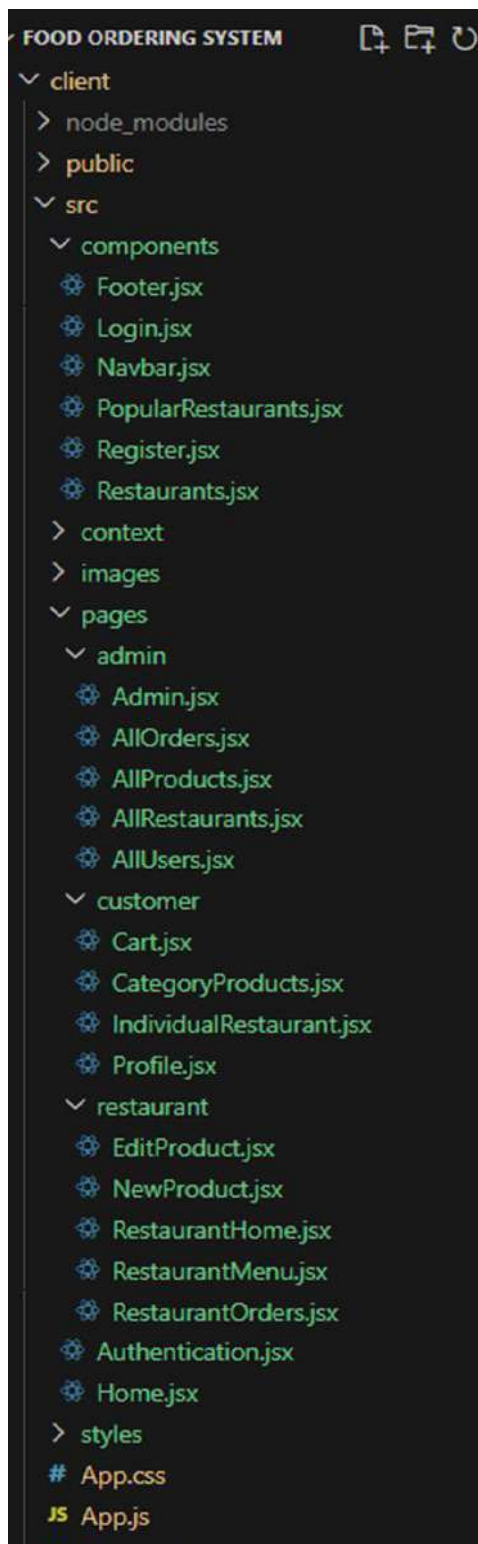 FOOD ORDERING SYSTEM
client
node_modules
public
src
components
Footer.jsx
Login.jsx
Navbar.jsx
PopularRestaurants.jsx
Register.jsx
Restaurants.jsx
context
images
pages
admin
Admin.jsx
AllOrders.jsx
AllProducts.jsx
AllRestaurants.jsx
AllUsers.jsx
customer
Cart.jsx
CategoryProducts.jsx
IndividualRestaurant.jsx
Profile.jsx
restaurant
EditProduct.jsx
NewProduct.jsx
RestaurantHome.jsx
RestaurantMenu.jsx
RestaurantOrders.jsx
Authentication.jsx
Home.jsx
styles
# App.css
JS App.js